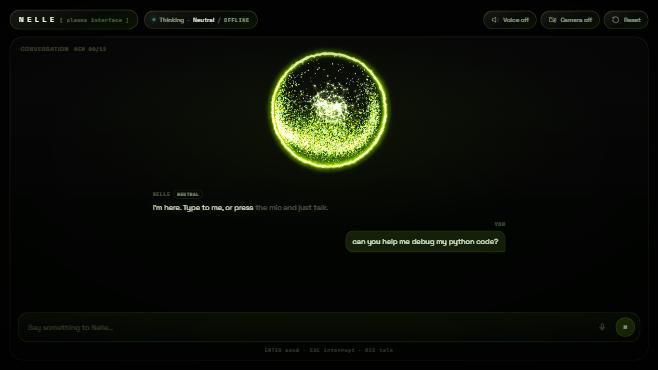 NELLE [ plasma interface ]
Thinking - Neutral / OFFLINE
Voice off
Camera off
Reset
CONVERSATION
NELLE NEUTRAL
I'm here. Type to me, or press the mic and just talk.
YOU
can you help me debug my python code?
Say something to Nelle...
ENTER send · ESC interrupt · MIC talk